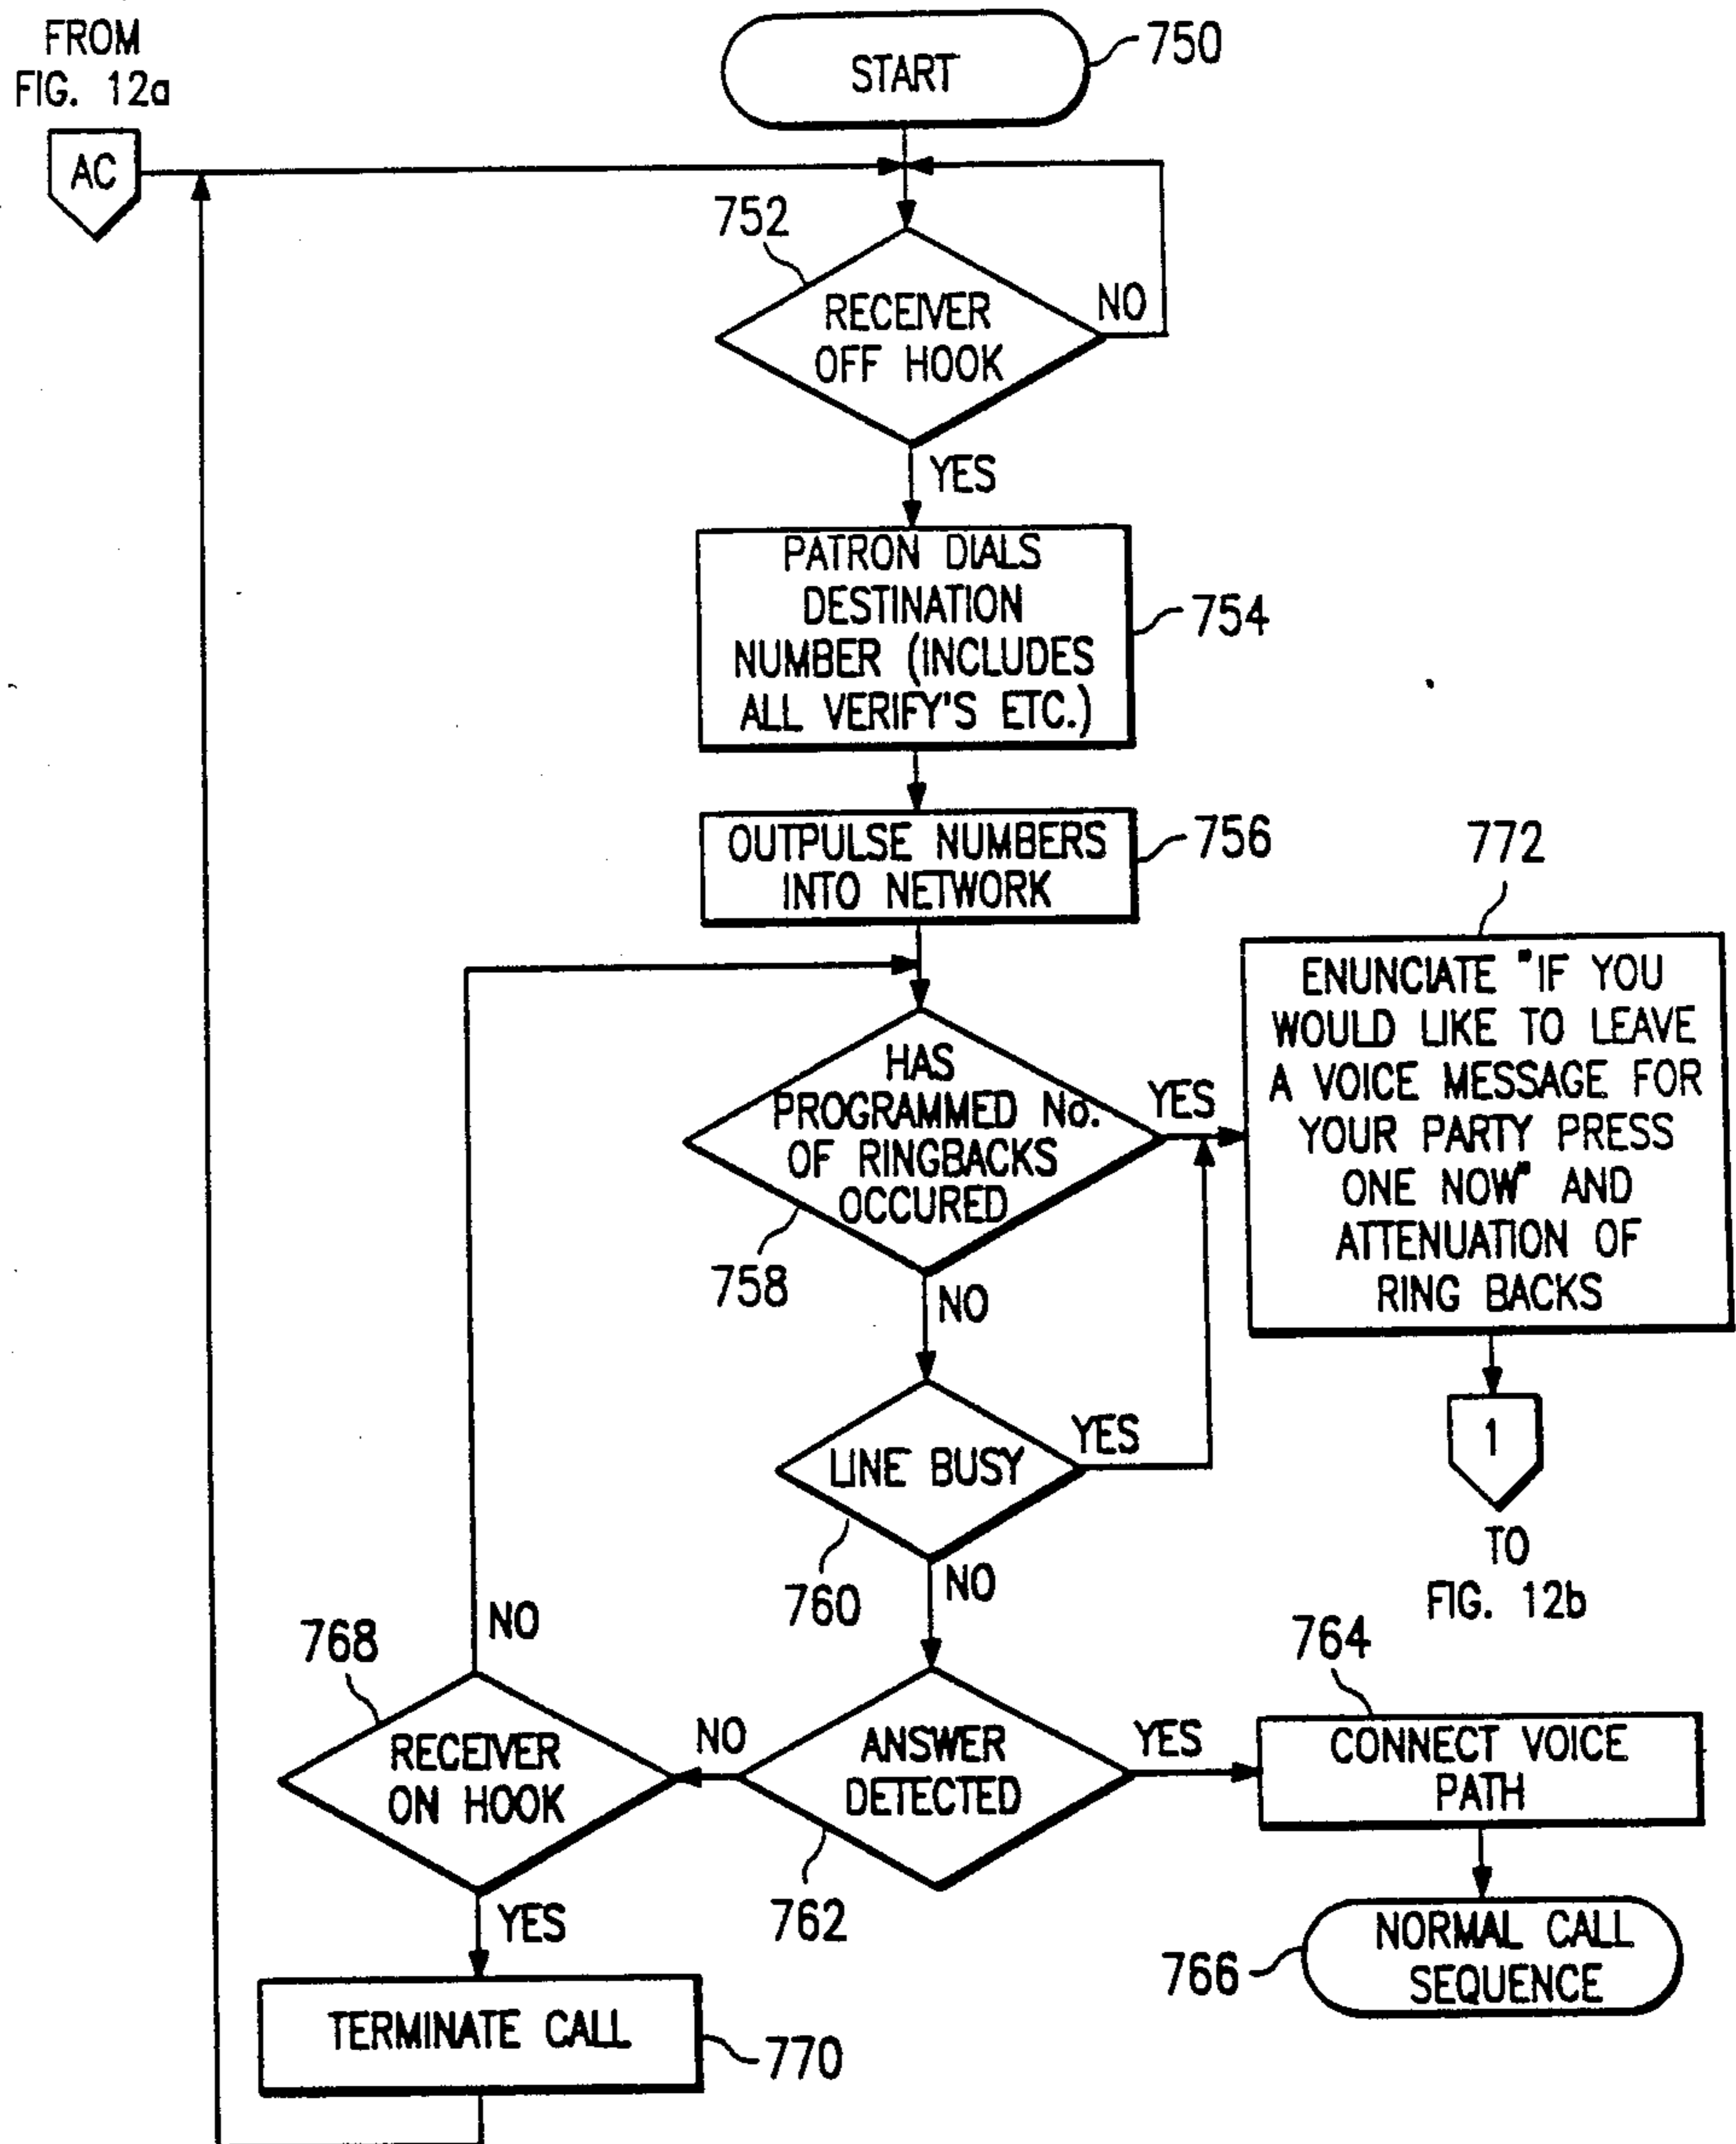 FROM
FIG. 12a
AC
START
750
752
RECEIVER
OFF HOOK
NO
YES
PATRON DIALS
DESTINATION
NUMBER (INCLUDES
ALL VERIFY'S ETC.)
754
OUTPULSE NUMBERS
INTO NETWORK
756
772
ENUNCIATE "IF YOU
WOULD LIKE TO LEAVE
A VOICE MESSAGE FOR
YOUR PARTY PRESS
ONE NOW" AND
ATTENUATION OF
RING BACKS
HAS
PROGRAMMED No.
OF RINGBACKS
OCCURED
YES
758
NO
LINE BUSY
YES
760
NO
1
TO
FIG. 12b
764
768
NO
RECEIVER
ON HOOK
NO
ANSWER
DETECTED
YES
CONNECT VOICE
PATH
762
YES
766
NORMAL CALL
SEQUENCE
TERMINATE CALL
770